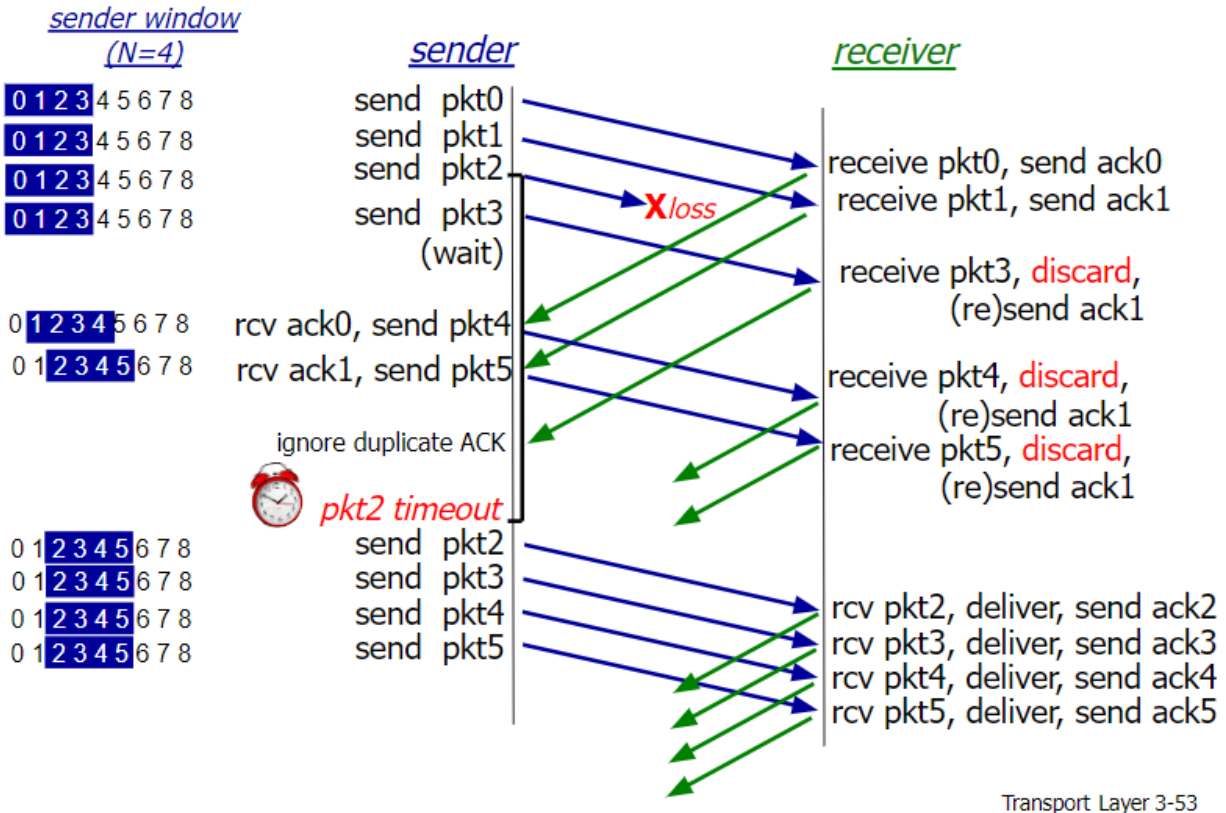 sender window
(N=4)
sender
receiver
0 1 2 3 4 5 6 7 8
send pkt0
0 1 2 3 4 5 6 7 8
send pkt1
0 1 2 3 4 5 6 7 8
send pkt2
0 1 2 3 4 5 6 7 8
send pkt3
(wait)
Xloss
receive pkt0, send ack0
receive pkt1, send ack1
receive pkt3, discard,
(re)send ack1
0 1 2 3 4 5 6 7 8
rcv ack0, send pkt4
0 1 2 3 4 5 6 7 8
rcv ack1, send pkt5
receive pkt4, discard,
(re)send ack1
ignore duplicate ACK
receive pkt5, discard,
(re)send ack1
pkt2 timeout
0 1 2 3 4 5 6 7 8
send pkt2
0 1 2 3 4 5 6 7 8
send pkt3
0 1 2 3 4 5 6 7 8
send pkt4
0 1 2 3 4 5 6 7 8
send pkt5
rcv pkt2, deliver, send ack2
rcv pkt3, deliver, send ack3
rcv pkt4, deliver, send ack4
rcv pkt5, deliver, send ack5
Transport Layer 3-53